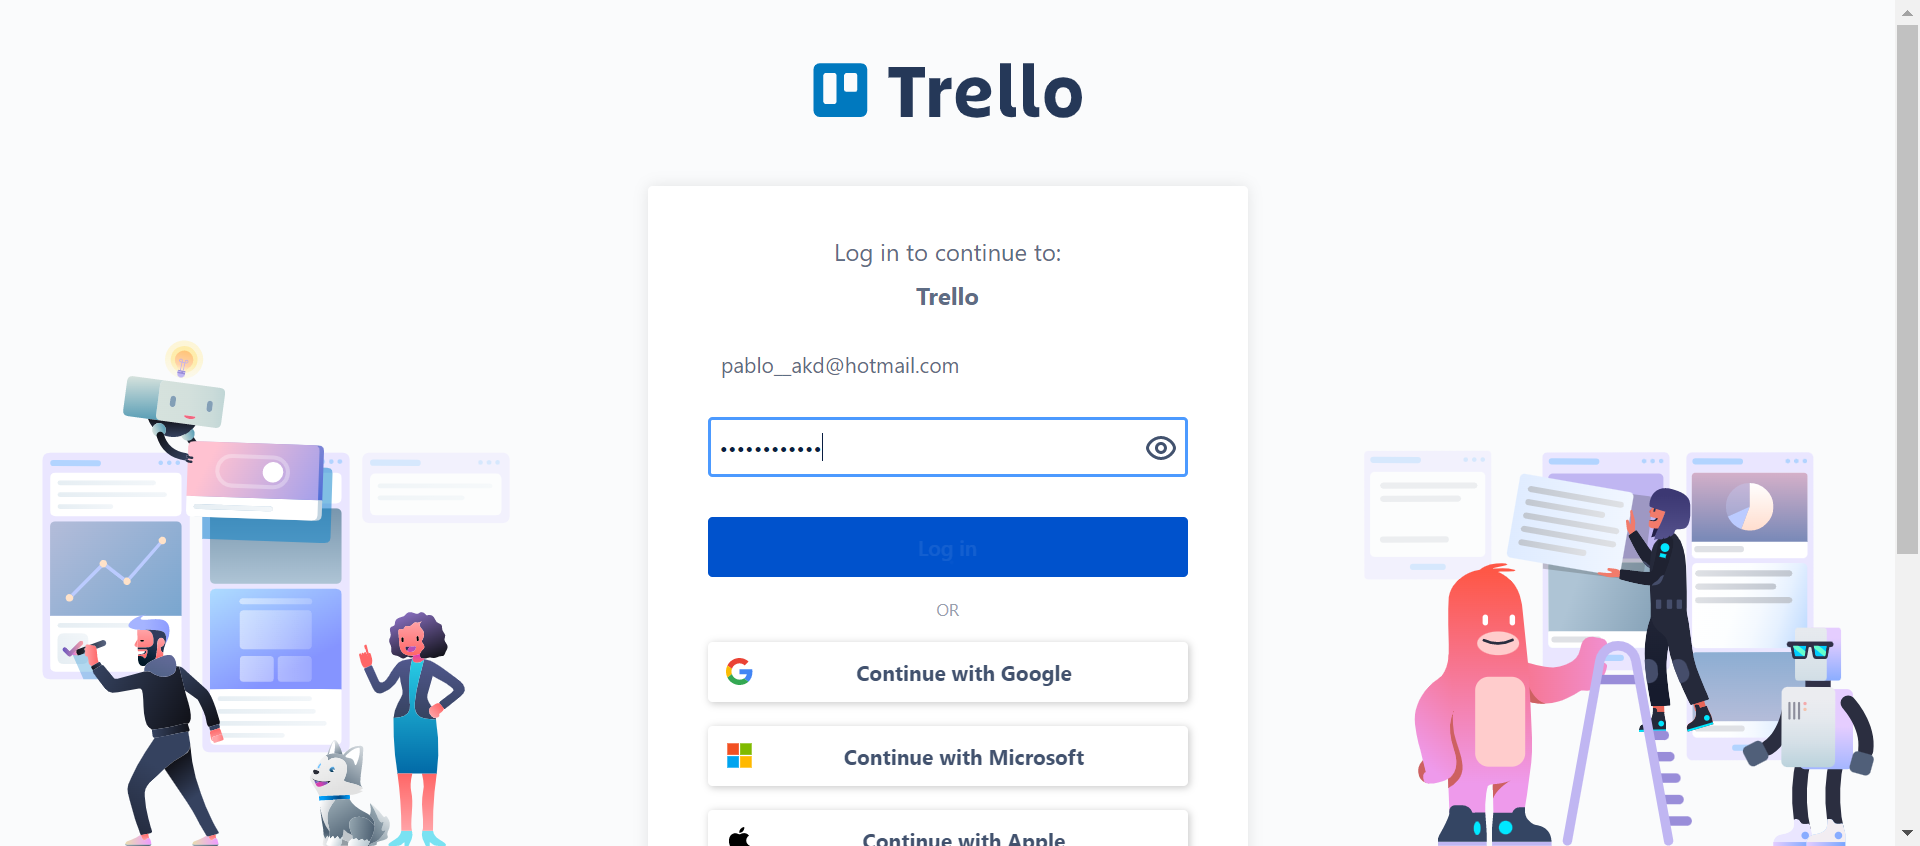 Trello
Log in to continue to:
Trello
pablo__akd@hotmail.com
••••••••••••
Log in
OR
Continue with Google
Continue with Microsoft
Continue with Apple